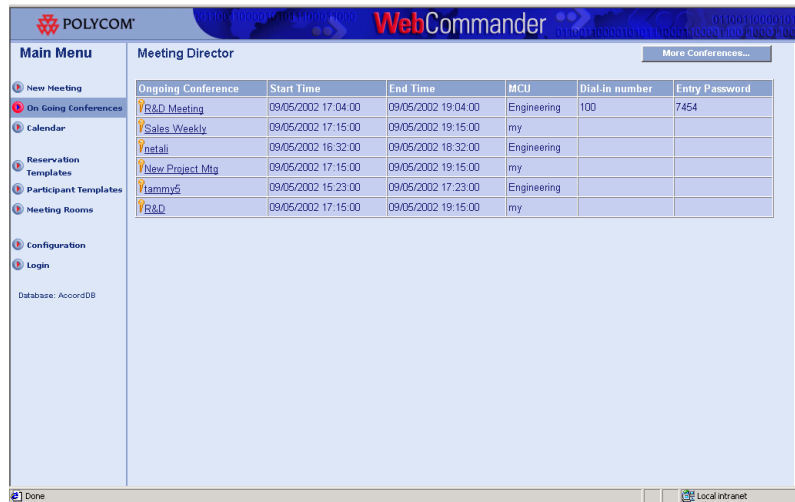 POLYCOM
WebCommander
Main Menu
Meeting Director
More Conferences...
New Meeting
On Going Conferences
Calendar
Reservation
Templates
Participant Templates
Meeting Rooms
Configuration
Login
Database: AccordDB
Ongoing Conference Start Time End Time MCU Dial-in number Entry Password
R&D Meeting 09/05/2002 17:04:00 09/05/2002 19:04:00 Engineering 100 7454
Sales Weekly 09/05/2002 17:15:00 09/05/2002 19:15:00 my
netali 09/05/2002 16:32:00 09/05/2002 18:32:00 Engineering
New Project Mtg 09/05/2002 17:15:00 09/05/2002 19:15:00 my
tammy5 09/05/2002 15:23:00 09/05/2002 17:23:00 Engineering
R&D 09/05/2002 17:15:00 09/05/2002 19:15:00 my
Done
Local intranet